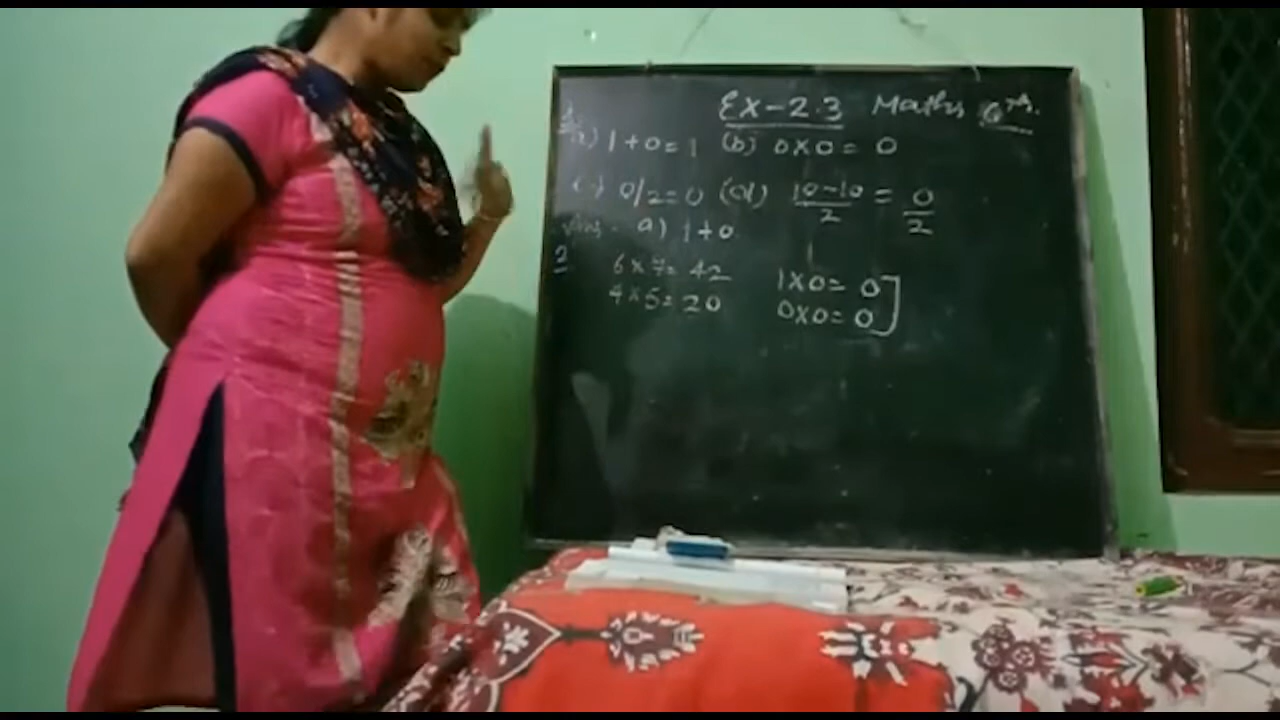 EX-2.3 Maths 6th.
1+0=1 (b) 0×0= 0
(c) 0/2=0 (d) 10-10/2 = 0/2
Ans. a) 1+0
2 6×7=42 1×0= 0
4×5=20 0×0= 0